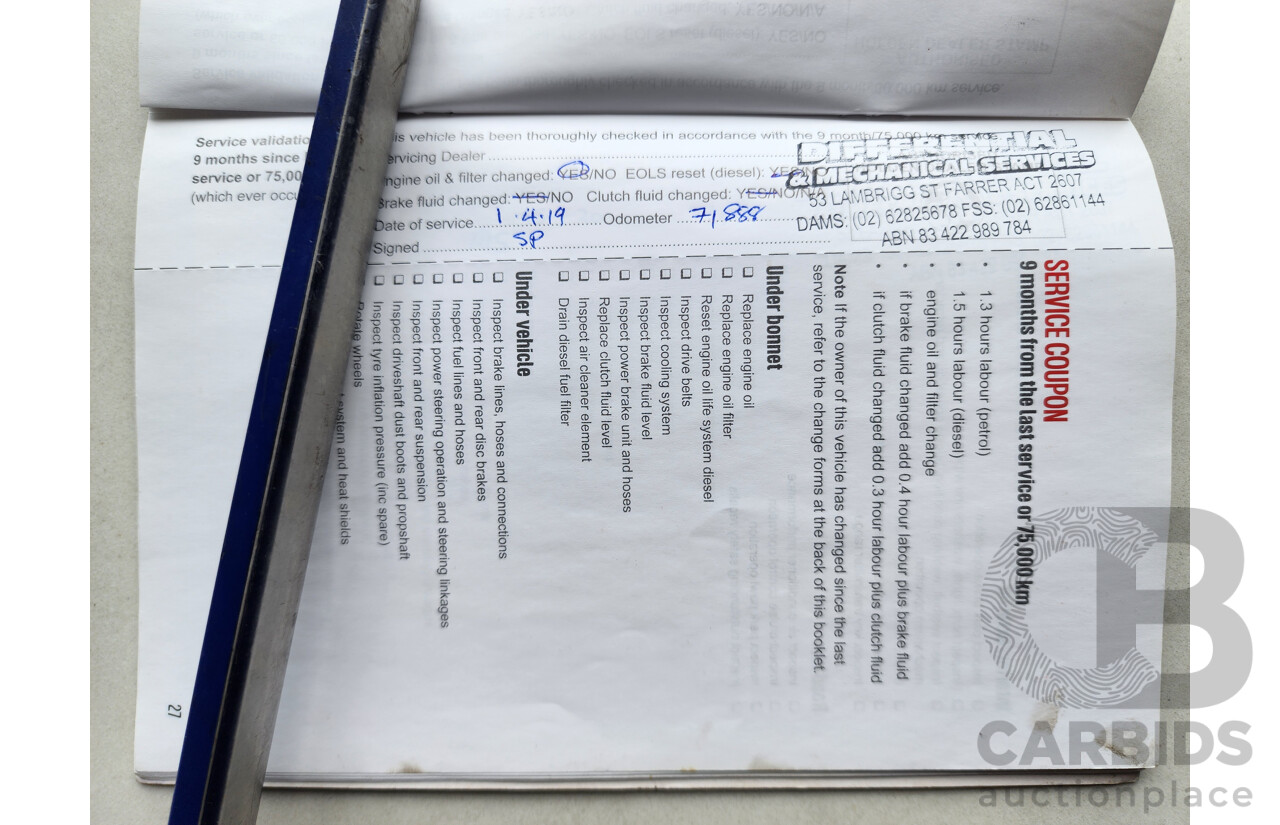 Service validatio
9 months since
service or 75,00
(which ever occu
is vehicle has been thoroughly checked in accordance with the 9 month/75,000 km service.
ervicing Dealer
ngine oil & filter changed: YES/NO EOLS reset (diesel): YES/N
Brake fluid changed: YES/NO Clutch fluid changed: YES/NO/N/A
Date of service 1.4.19 Odometer 71,888
Signed SP
DIFFERENTIAL
& MECHANICAL SERVICES
53 LAMBRIGG ST FARRER ACT 2607
DAMS: (02) 62825678 FSS: (02) 62861144
ABN 83 422 989 784
SERVICE COUPON
9 months from the last service or 75,000 km
• 1.3 hours labour (petrol)
• 1.5 hours labour (diesel)
• engine oil and filter change
• if brake fluid changed add 0.4 hour labour plus brake fluid
• if clutch fluid changed add 0.3 hour labour plus clutch fluid
Note If the owner of this vehicle has changed since the last
service, refer to the change forms at the back of this booklet.
Under bonnet
❏ Replace engine oil
❏ Replace engine oil filter
❏ Reset engine oil life system diesel
❏ Inspect drive belts
❏ Inspect cooling system
❏ Inspect brake fluid level
❏ Inspect power brake unit and hoses
❏ Replace clutch fluid level
❏ Inspect air cleaner element
❏ Drain diesel fuel filter
Under vehicle
❏ Inspect brake lines, hoses and connections
❏ Inspect front and rear disc brakes
❏ Inspect fuel lines and hoses
❏ Inspect power steering operation and steering linkages
❏ Inspect front and rear suspension
❏ Inspect driveshaft dust boots and propshaft
❏ Inspect tyre inflation pressure (inc spare)
Rotate wheels
system and heat shields
27
CARBIDS
auctionplace